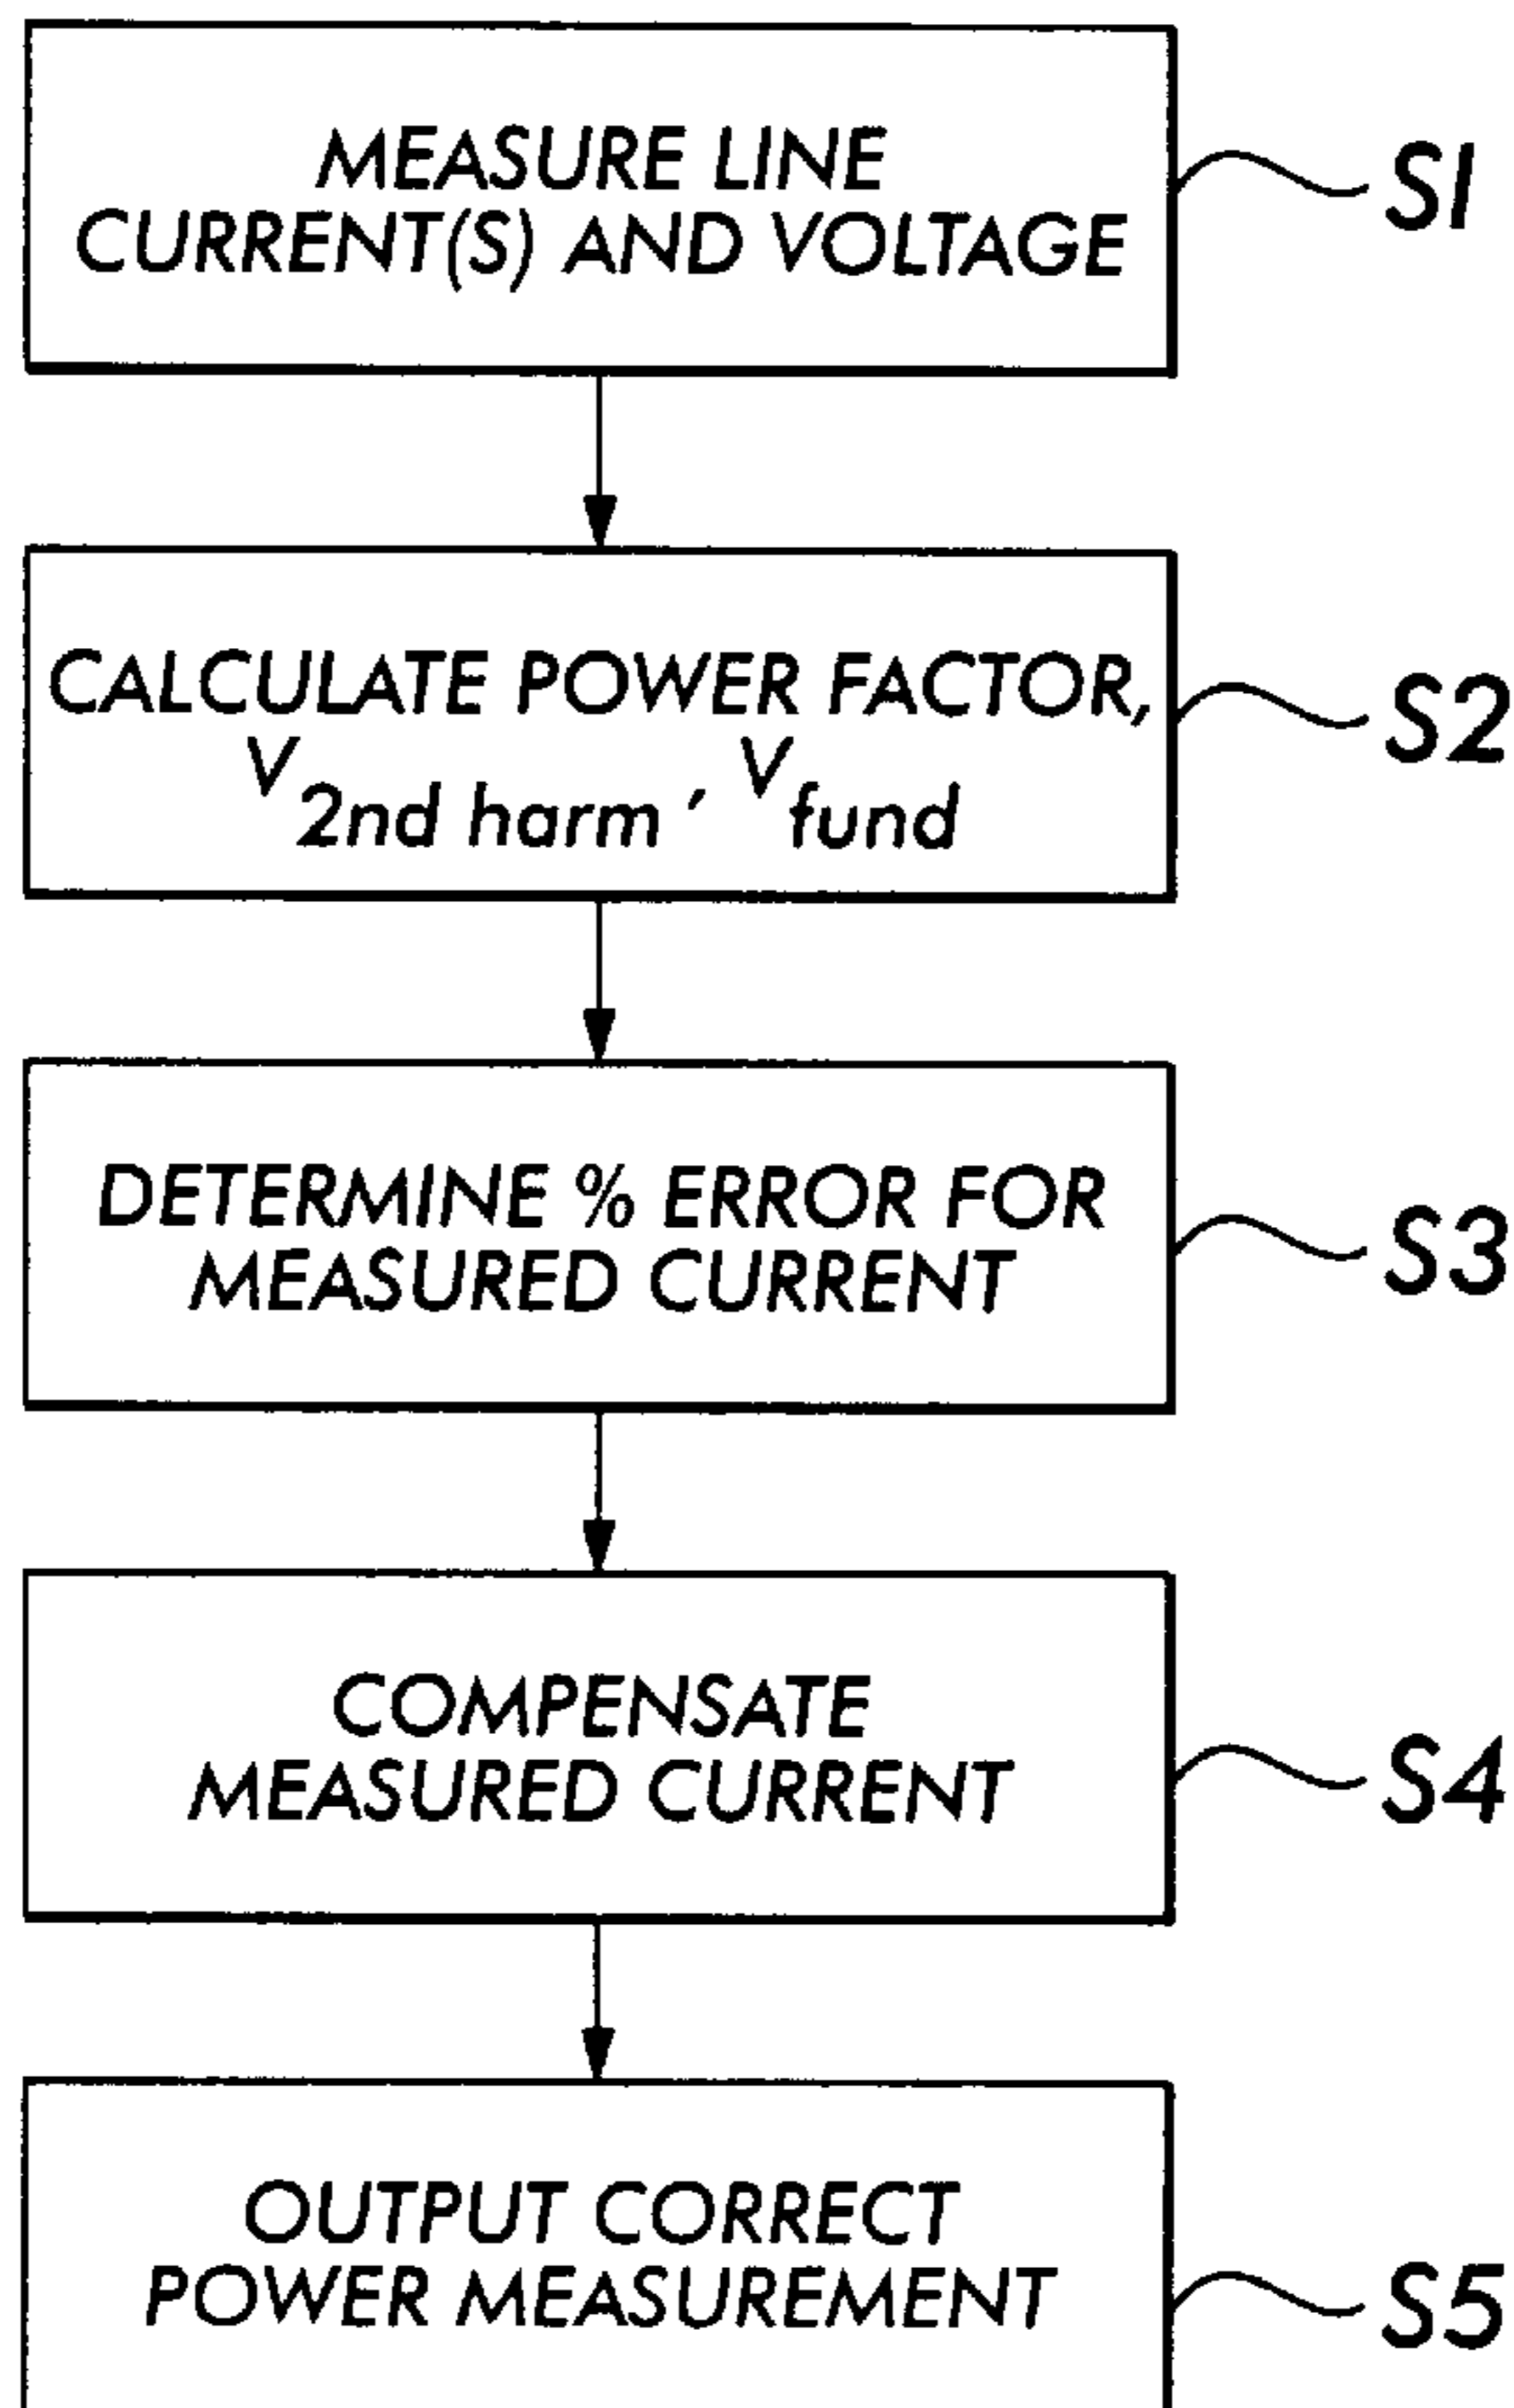 MEASURE LINE
CURRENT(S) AND VOLTAGE
S1
CALCULATE POWER FACTOR,
V2nd harm, Vfund
S2
DETERMINE % ERROR FOR
MEASURED CURRENT
S3
COMPENSATE
MEASURED CURRENT
S4
OUTPUT CORRECT
POWER MEASUREMENT
S5